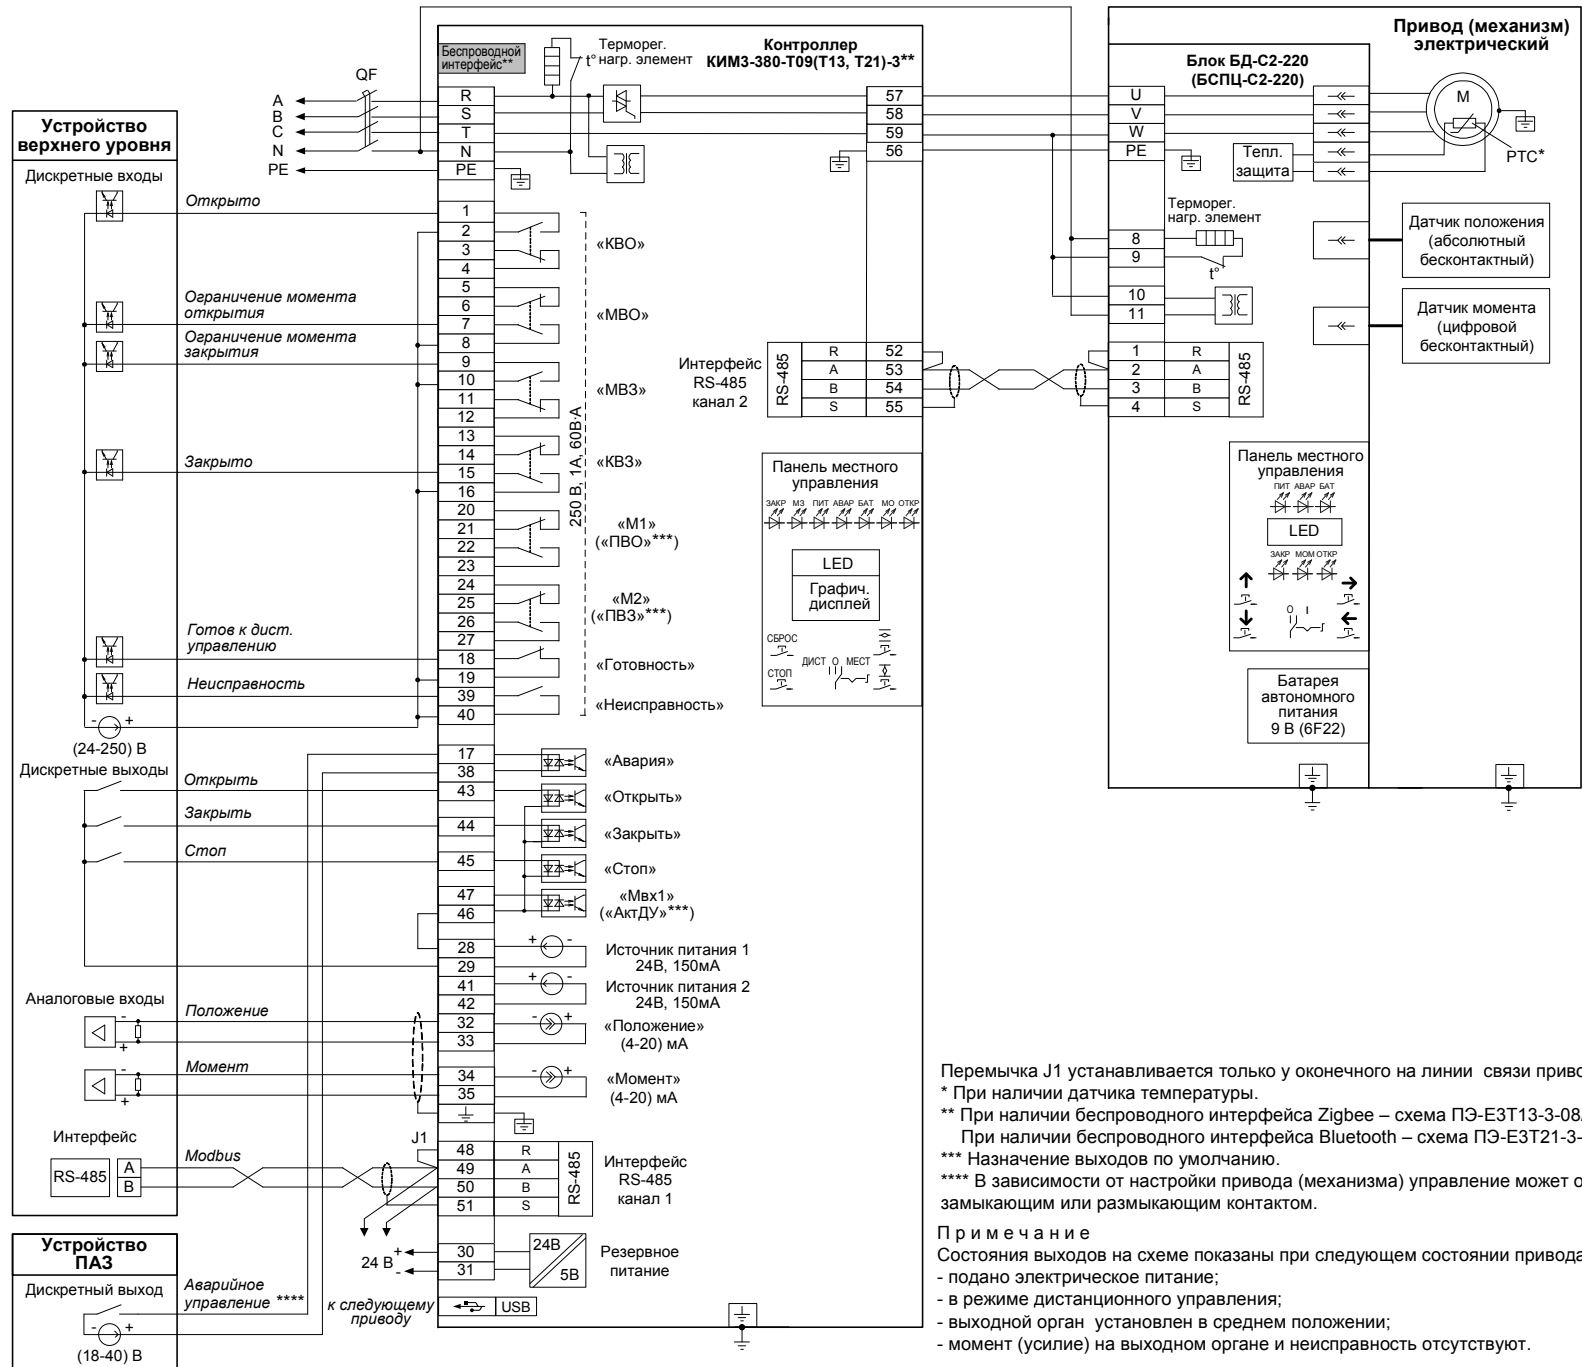 Устройство
верхнего уровня
Дискретные входы
Открыто
Ограничение момента
открытия
Ограничение момента
закрытия
Закрыто
Готов к дист.
управлению
Неисправность
- +
(24-250) В
Дискретные выходы
Открыть
Закрыть
Стоп
Аналоговые входы
Положение
-
+
Момент
-
+
Интерфейс
RS-485
A
B
Modbus
Устройство
ПАЗ
Дискретный выход
Аварийное
управление ****
- +
(18-40) В
QF
A
B
C
N
PE
Беспроводной
интерфейс**
Терморег.
t° нагр. элемент
Контроллер
КИМ3-380-Т09(Т13, Т21)-3**
R
S
T
N
PE
57
58
59
56
1
2
3
4
«КВО»
5
6
7
8
«МВО»
9
10
11
12
«МВЗ»
13
14
15
16
«КВЗ»
20
21
22
23
«М1»
(«ПВО»***)
24
25
26
27
«М2»
(«ПВЗ»***)
18
19
«Готовность»
39
40
«Неисправность»
250 В, 1А, 60В·А
17
38
«Авария»
43
«Открыть»
44
«Закрыть»
45
«Стоп»
47
46
«Мвх1»
(«АктДУ»***)
28
29
+ -
Источник питания 1
24В, 150мА
41
42
+ -
Источник питания 2
24В, 150мА
32
33
- +
«Положение»
(4-20) мА
34
35
- +
«Момент»
(4-20) мА
J1
48 R
49 A
50 B
51 S
RS-485
Интерфейс
RS-485
канал 1
24 В
+
-
30
31
24В
5В
Резервное
питание
к следующему
приводу
USB
Интерфейс
RS-485
канал 2
RS-485
R 52
A 53
B 54
S 55
Панель местного
управления
ЗАКР МЗ ПИТ АВАР БАТ МО ОТКР
LED
Графич.
дисплей
СБРОС
СТОП
ДИСТ О МЕСТ
Привод (механизм)
электрический
Блок БД-С2-220
(БСПЦ-С2-220)
U
V
W
PE
Тепл.
защита
M
PTC*
Терморег.
нагр. элемент
8
9
t°
10
11
Датчик положения
(абсолютный
бесконтактный)
Датчик момента
(цифровой
бесконтактный)
1 R
2 A
3 B
4 S
RS-485
Панель местного
управления
ПИТ АВАР БАТ
LED
ЗАКР МОМ ОТКР
О I
Батарея
автономного
питания
9 В (6F22)
Перемычка J1 устанавливается только у оконечного на линии связи приво
* При наличии датчика температуры.
** При наличии беспроводного интерфейса Zigbee – схема ПЭ-Е3Т13-3-08
При наличии беспроводного интерфейса Bluetooth – схема ПЭ-Е3Т21-3-
*** Назначение выходов по умолчанию.
**** В зависимости от настройки привода (механизма) управление может о
замыкающим или размыкающим контактом.
П р и м е ч а н и е
Состояния выходов на схеме показаны при следующем состоянии привода
- подано электрическое питание;
- в режиме дистанционного управления;
- выходной орган установлен в среднем положении;
- момент (усилие) на выходном органе и неисправность отсутствуют.